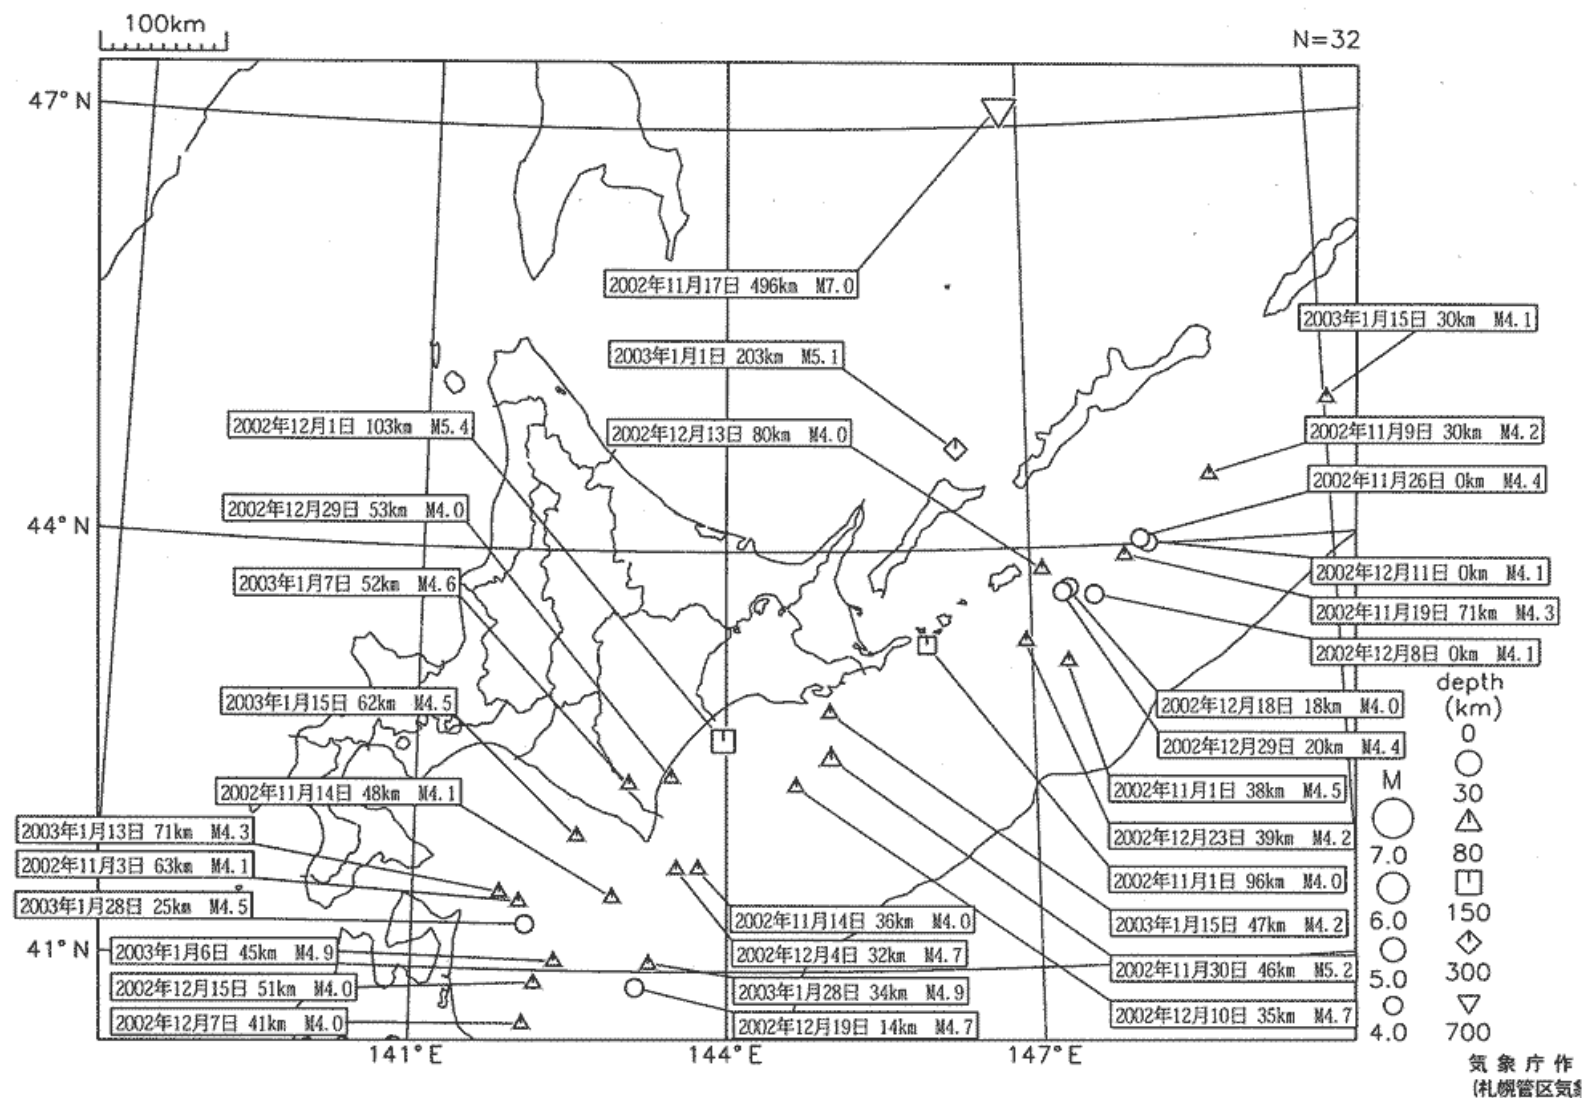 100km
N=32
47°N
2002年11月17日 496km M7.0
2003年1月15日 30km M4.1
2003年1月1日 203km M5.1
2002年12月1日 103km M5.4
2002年12月13日 80km M4.0
2002年11月9日 30km M4.2
2002年11月26日 0km M4.4
2002年12月29日 53km M4.0
44°N
2003年1月7日 52km M4.6
2002年12月11日 0km M4.1
2002年11月19日 71km M4.3
2002年12月8日 0km M4.1
2003年1月15日 62km M4.5
2002年12月18日 18km M4.0
2002年12月29日 20km M4.4
2002年11月14日 48km M4.1
2002年11月1日 38km M4.5
2003年1月13日 71km M4.3
2002年12月23日 39km M4.2
2002年11月3日 63km M4.1
2002年11月1日 96km M4.0
2003年1月28日 25km M4.5
2002年11月14日 36km M4.0
2003年1月15日 47km M4.2
41°N
2003年1月6日 45km M4.9
2002年12月4日 32km M4.7
2002年11月30日 46km M5.2
2002年12月15日 51km M4.0
2003年1月28日 34km M4.9
2002年12月7日 41km M4.0
2002年12月19日 14km M4.7
2002年12月10日 35km M4.7
141°E
144°E
147°E
depth
(km)
0
30
80
150
300
700
M
7.0
6.0
5.0
4.0
気象庁作
(札幌管区気象